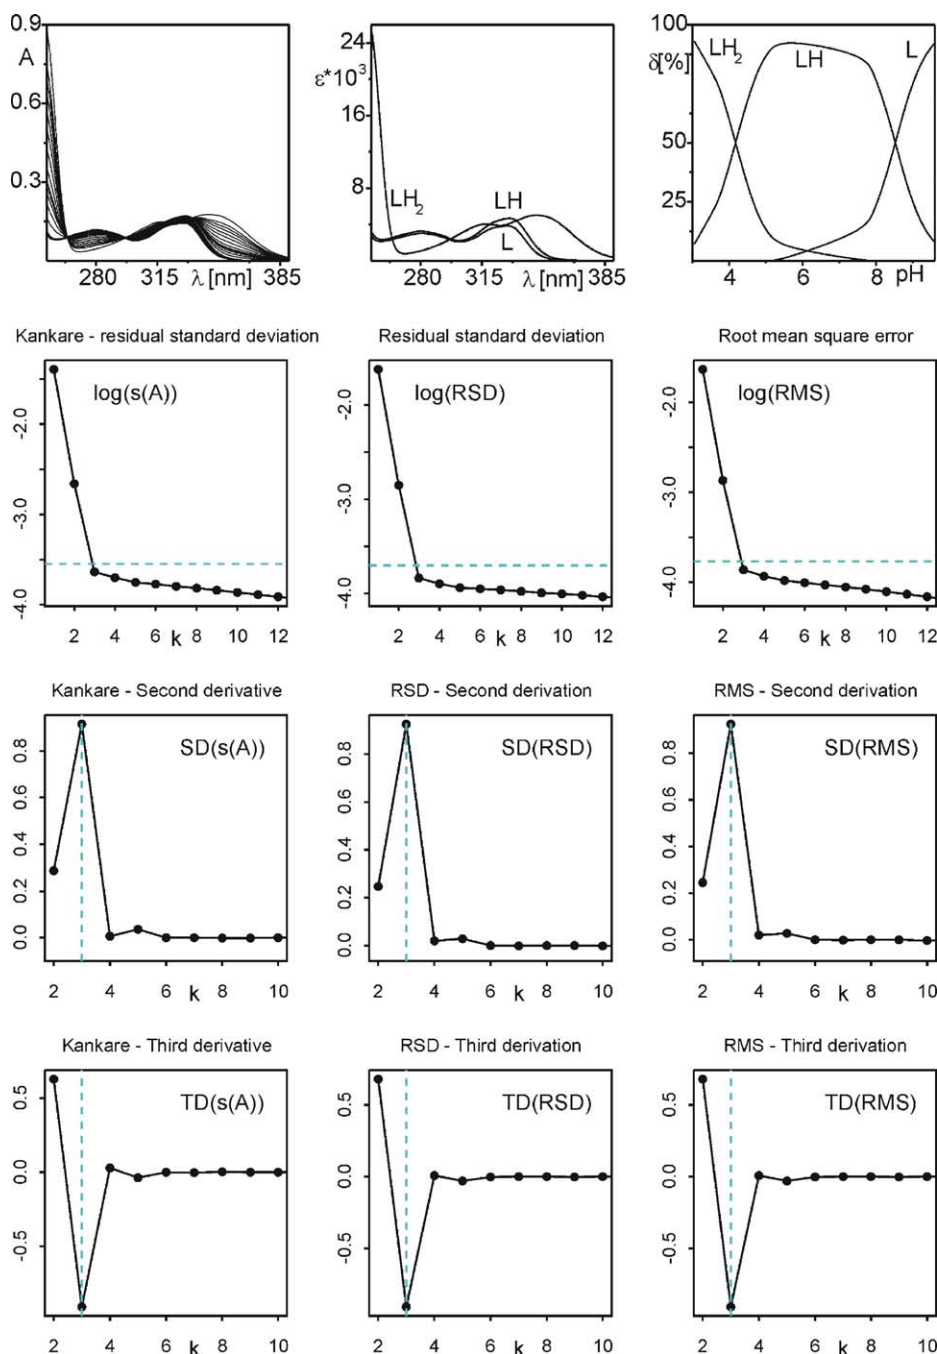 0.9
A
0.6
0.3
280 315 385
λ [nm]
24
ε*10³
16
8
LH₂
LH
L
280 315 385
λ [nm]
100
δ[%]
50
25
LH₂
LH
L
4 6 8 pH
Kankare - residual standard deviation
Residual standard deviation
Root mean square error
log(s(A))
log(RSD)
log(RMS)
-2.0
-3.0
-4.0
-2.0
-3.0
-4.0
-2.0
-3.0
-4.0
2 4 6 8 10 12
k
2 4 6 8 10 12
k
2 4 6 8 10 12
k
Kankare - Second derivative
RSD - Second derivation
RMS - Second derivation
SD(s(A))
SD(RSD)
SD(RMS)
0.8
0.6
0.4
0.2
0.0
0.8
0.6
0.4
0.2
0.0
0.8
0.6
0.4
0.2
0.0
2 4 6 8 10
k
2 4 6 8 10
k
2 4 6 8 10
k
Kankare - Third derivative
RSD - Third derivation
RMS - Third derivation
TD(s(A))
TD(RSD)
TD(RMS)
0.5
0.0
-0.5
0.5
0.0
-0.5
0.5
0.0
-0.5
2 4 6 8 10
k
2 4 6 8 10
k
2 4 6 8 10
k